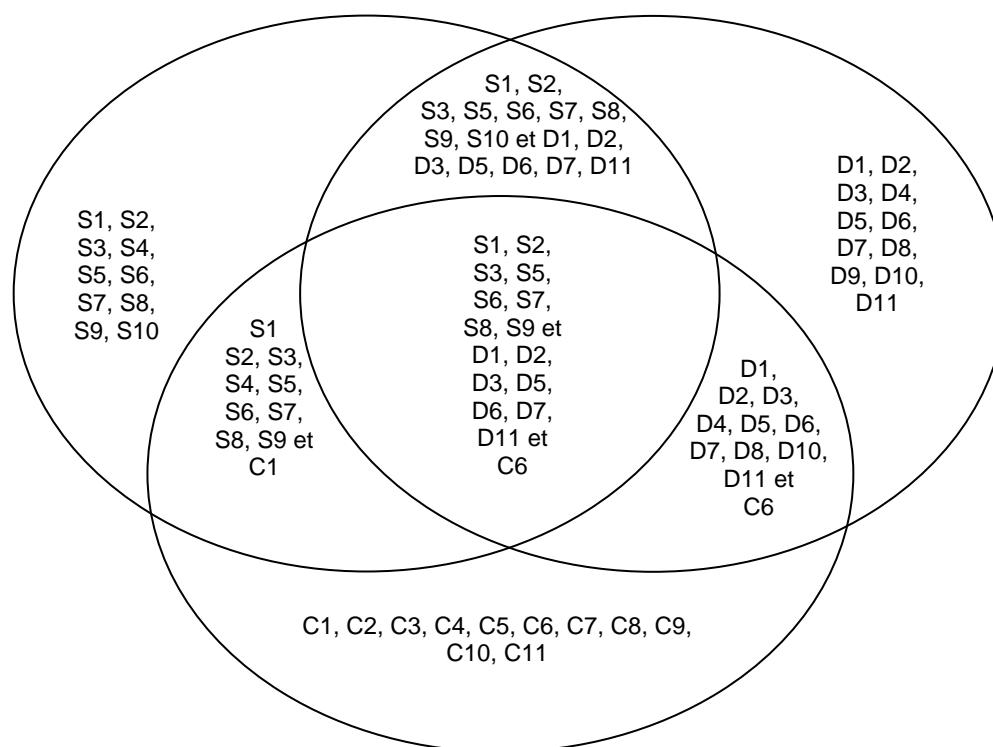 S1, S2,
S3, S5, S6, S7, S8,
S9, S10 et D1, D2,
D3, D5, D6, D7, D11
D1, D2,
D3, D4,
D5, D6,
D7, D8,
D9, D10,
D11
S1, S2,
S3, S4,
S5, S6,
S7, S8,
S9, S10
S1, S2,
S3, S5,
S6, S7,
S8, S9 et
D1, D2,
D3, D5,
D6, D7,
D11 et
C6
S1
S2, S3,
S4, S5,
S6, S7,
S8, S9 et
C1
D1,
D2, D3,
D4, D5, D6,
D7, D8, D10,
D11 et
C6
C1, C2, C3, C4, C5, C6, C7, C8, C9,
C10, C11